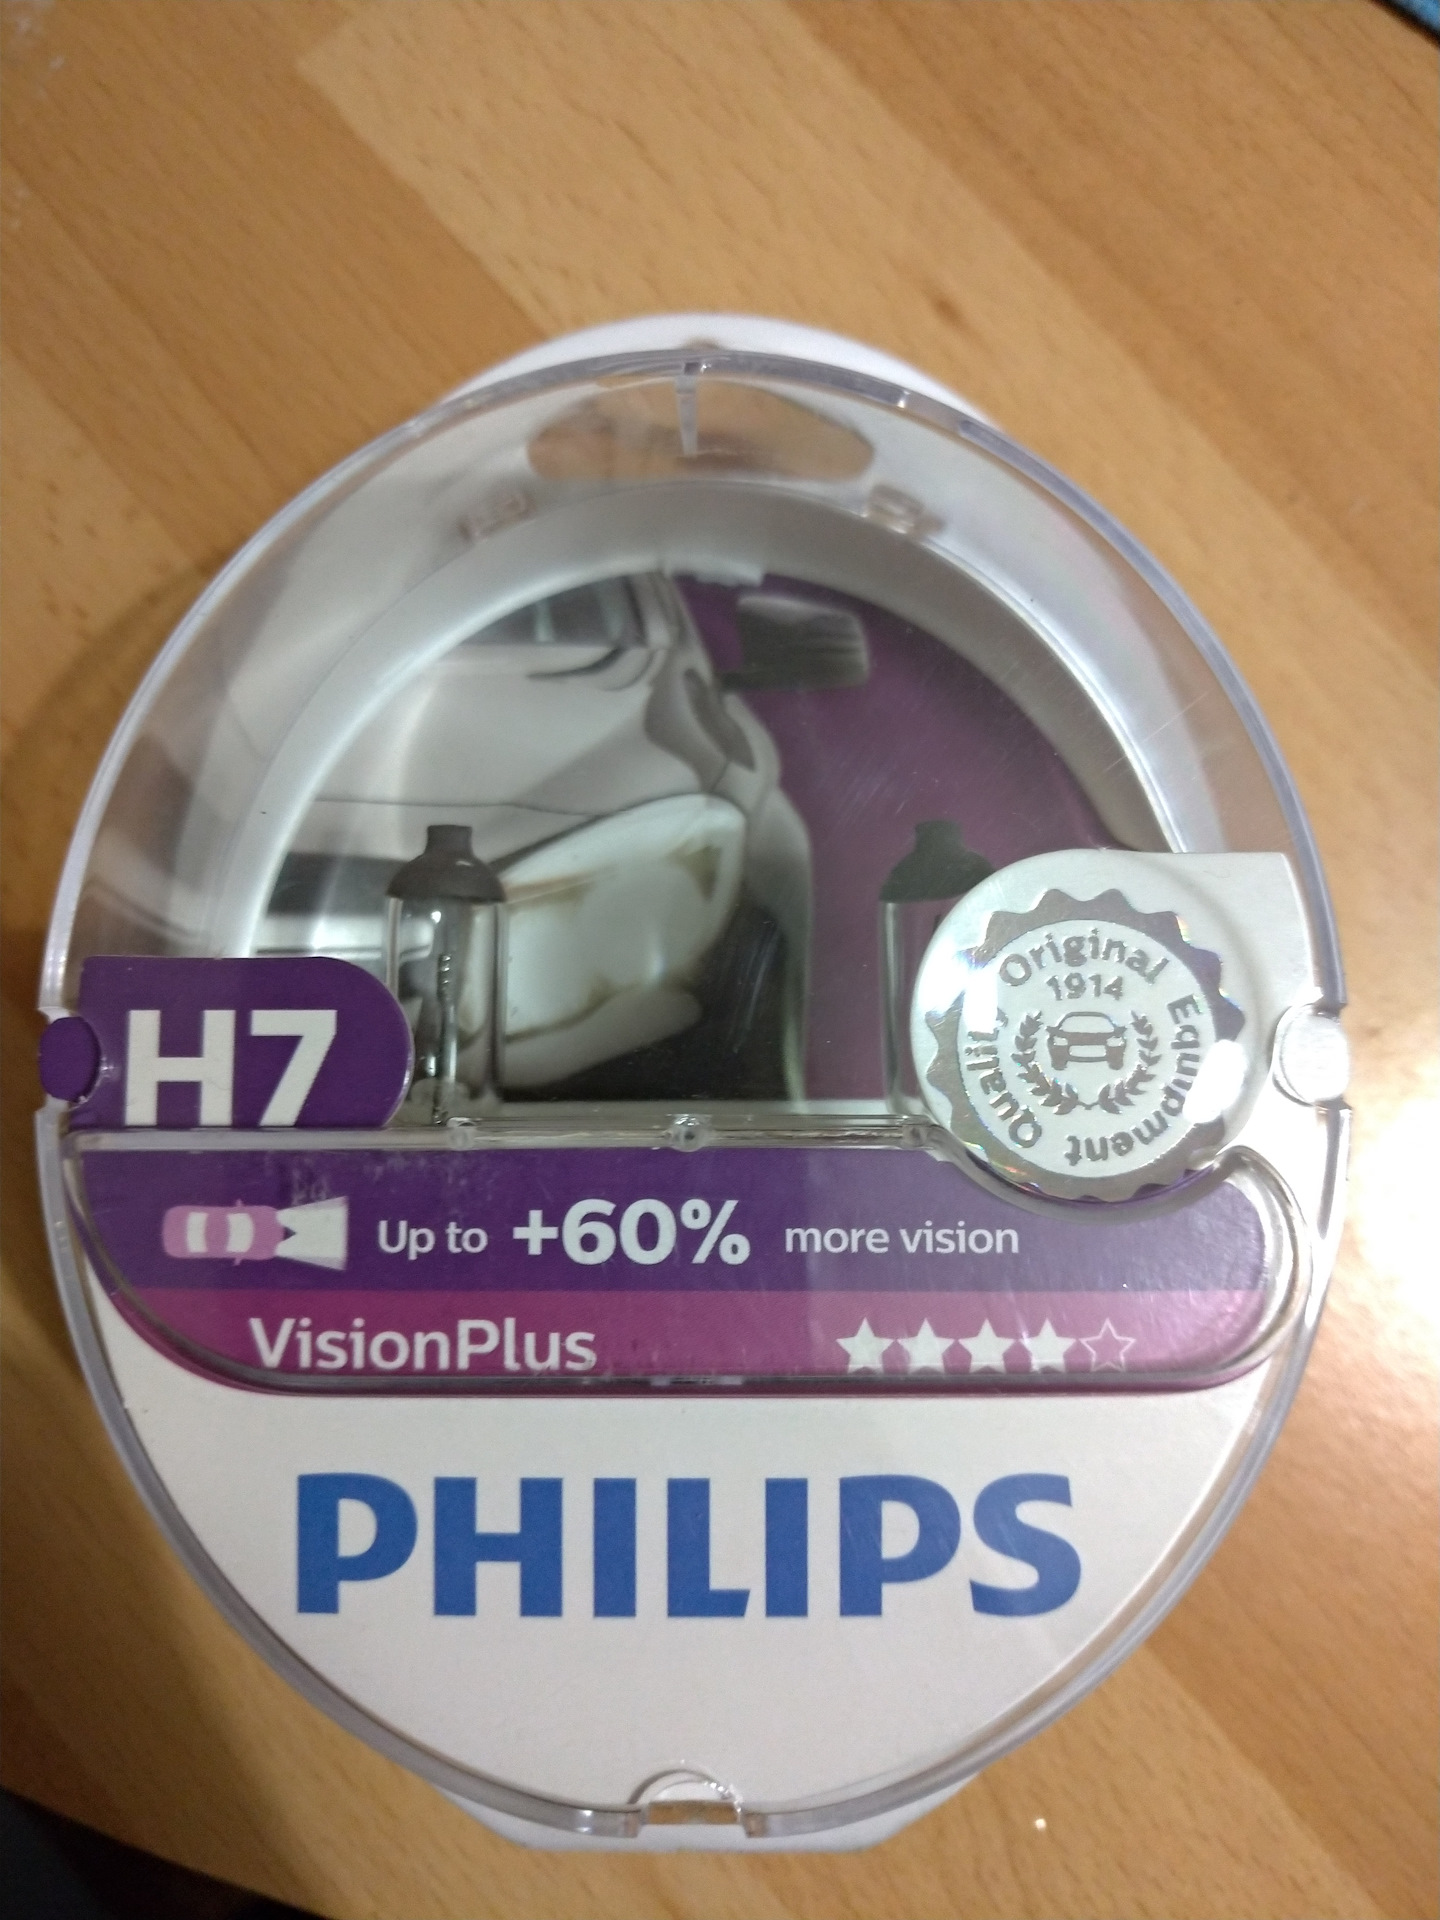 Original
1914
Equipment
Quality
H7
Up to +60% more vision
VisionPlus
PHILIPS